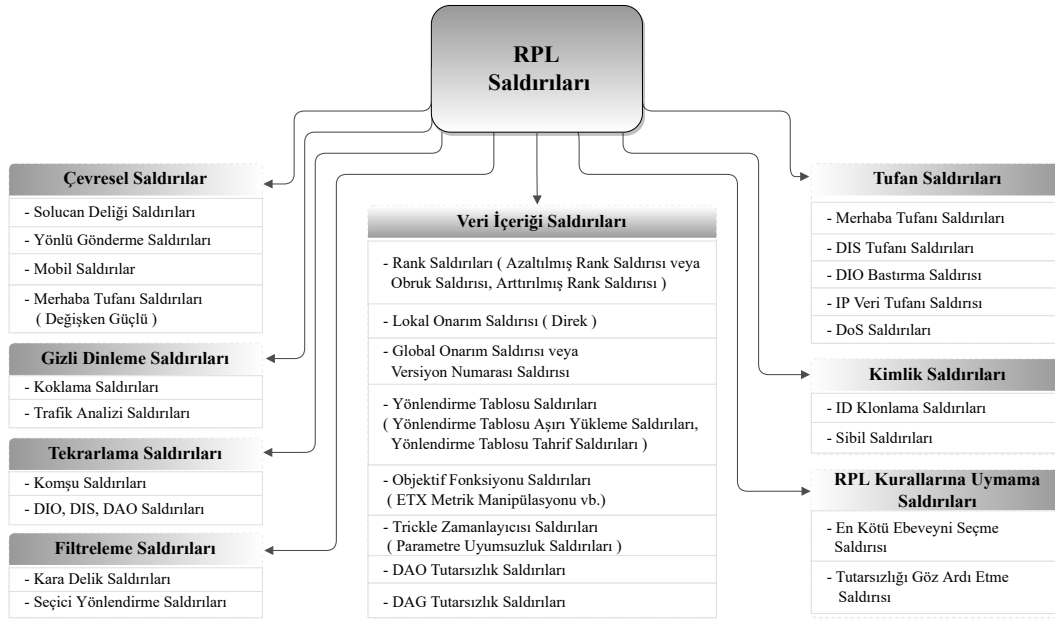 RPL
Saldırıları
Çevresel Saldırılar
- Solucan Deliği Saldırıları
- Yönlü Gönderme Saldırıları
- Mobil Saldırılar
- Merhaba Tufanı Saldırıları
( Değişken Güçlü )
Gizli Dinleme Saldırıları
- Koklama Saldırıları
- Trafik Analizi Saldırıları
Tekrarlama Saldırıları
- Komşu Saldırıları
- DIO, DIS, DAO Saldırıları
Filtreleme Saldırıları
- Kara Delik Saldırıları
- Seçici Yönlendirme Saldırıları
Veri İçeriği Saldırıları
- Rank Saldırıları ( Azaltılmış Rank Saldırısı veya
Obruk Saldırısı, Arttırılmış Rank Saldırısı )
- Lokal Onarım Saldırısı ( Direk )
- Global Onarım Saldırısı veya
Versiyon Numarası Saldırısı
- Yönlendirme Tablosu Saldırıları
( Yönlendirme Tablosu Aşırı Yükleme Saldırıları,
Yönlendirme Tablosu Tahrif Saldırıları )
- Objektif Fonksiyonu Saldırıları
( ETX Metrik Manipülasyonu vb.)
- Trickle Zamanlayıcısı Saldırıları
( Parametre Uyumsuzluk Saldırıları )
- DAO Tutarsızlık Saldırıları
- DAG Tutarsızlık Saldırıları
Tufan Saldırıları
- Merhaba Tufanı Saldırıları
- DIS Tufanı Saldırıları
- DIO Bastırma Saldırısı
- IP Veri Tufanı Saldırısı
- DoS Saldırıları
Kimlik Saldırıları
- ID Klonlama Saldırıları
- Sibil Saldırıları
RPL Kurallarına Uymama
Saldırıları
- En Kötü Ebeveyni Seçme
Saldırısı
- Tutarsızlığı Göz Ardı Etme
Saldırısı